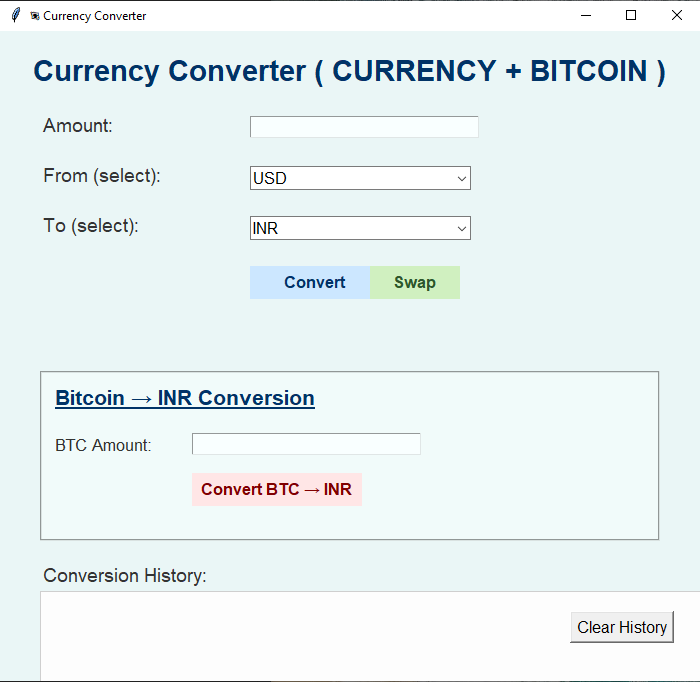 Currency Converter
Currency Converter ( CURRENCY + BITCOIN )
Amount:
From (select):
USD
To (select):
INR
Convert
Swap
Bitcoin → INR Conversion
BTC Amount:
Convert BTC → INR
Conversion History:
Clear History